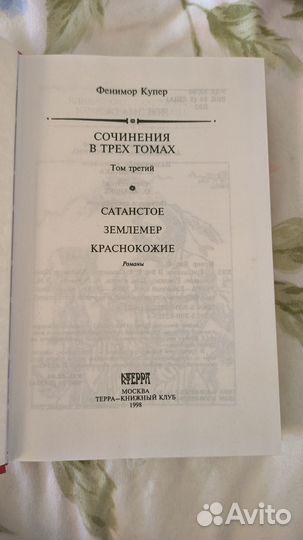 Фенимор Купер
СОЧИНЕНИЯ
В ТРЕХ ТОМАХ
Том третий
САТАНСТОЕ
ЗЕМЛЕМЕР
КРАСНОКОЖИЕ
Романы
ТЕРРА
МОСКВА
ТЕРРА—КНИЖНЫЙ КЛУБ
1998
Avito